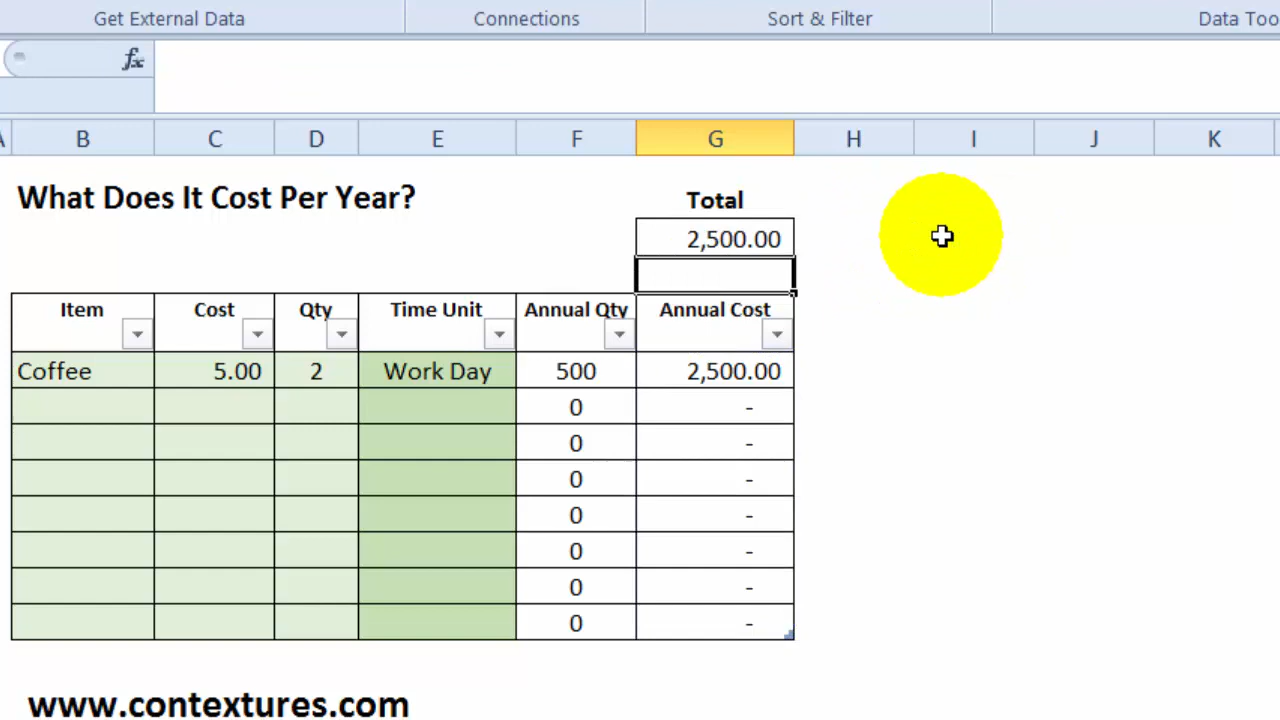 Get External Data Connections Sort & Filter Data Too
fx
A B C D E F G H I J K
What Does It Cost Per Year? Total
2,500.00
Item Cost Qty Time Unit Annual Qty Annual Cost
Coffee 5.00 2 Work Day 500 2,500.00
0 -
0 -
0 -
0 -
0 -
0 -
0 -
www.contextures.com